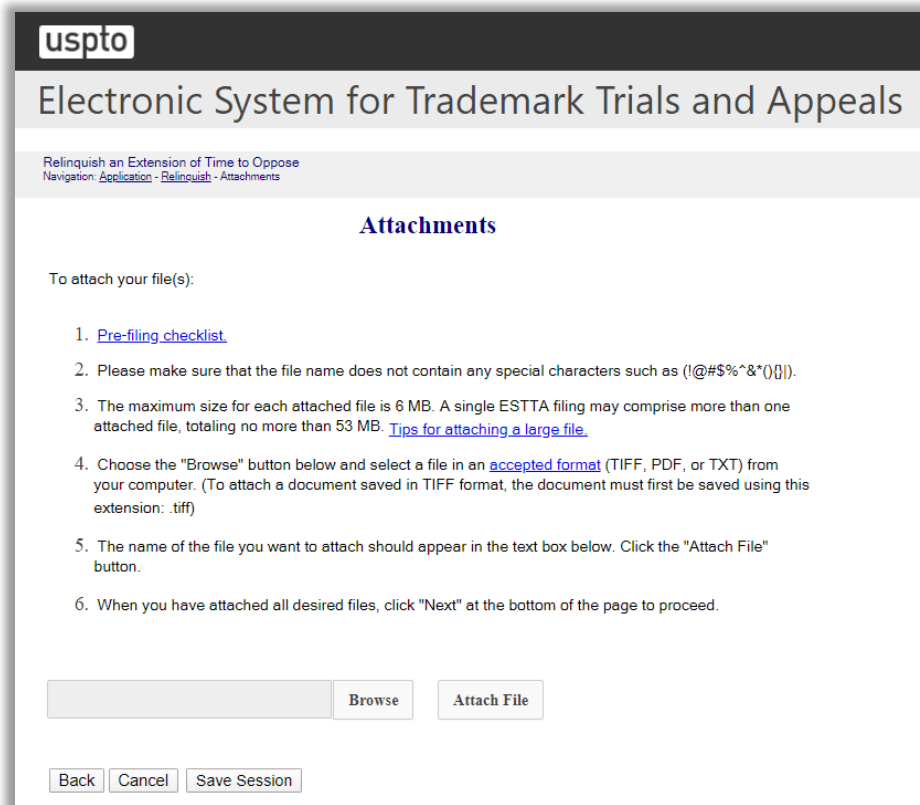 uspto
Electronic System for Trademark Trials and Appeals
Relinquish an Extension of Time to Oppose
Navigation: Application - Relinquish - Attachments
Attachments
To attach your file(s):
1. Pre-filing checklist.
2. Please make sure that the file name does not contain any special characters such as (!@#$%^&*(){}|).
3. The maximum size for each attached file is 6 MB. A single ESTTA filing may comprise more than one
attached file, totaling no more than 53 MB. Tips for attaching a large file.
4. Choose the "Browse" button below and select a file in an accepted format (TIFF, PDF, or TXT) from
your computer. (To attach a document saved in TIFF format, the document must first be saved using this
extension: .tiff)
5. The name of the file you want to attach should appear in the text box below. Click the "Attach File"
button.
6. When you have attached all desired files, click "Next" at the bottom of the page to proceed.
Browse Attach File
Back Cancel Save Session